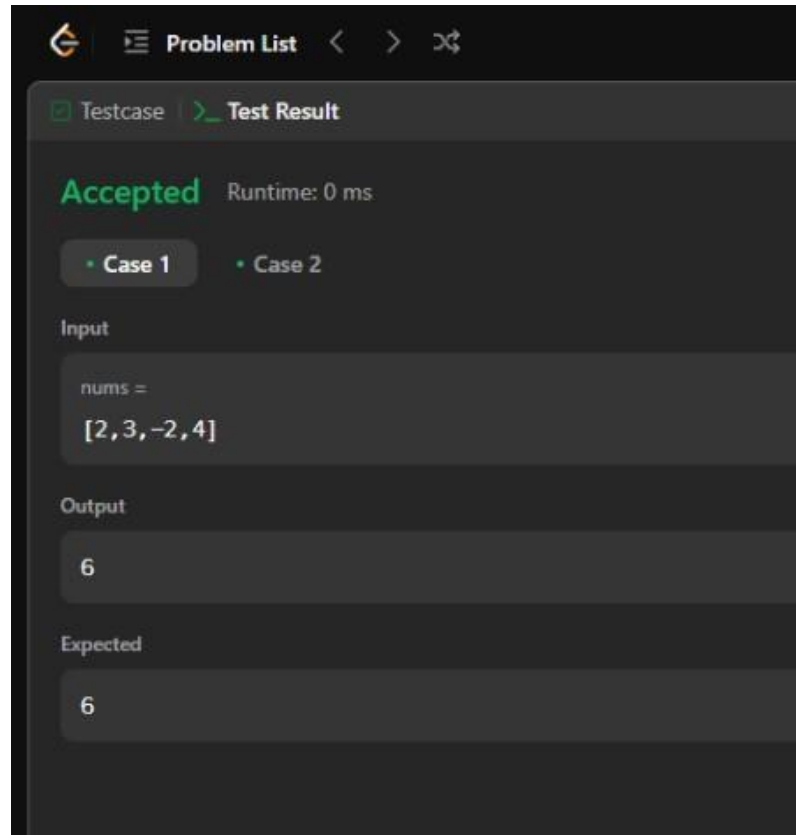 Problem List
Testcase Test Result
Accepted Runtime: 0 ms
Case 1 Case 2
Input
nums =
[2,3,-2,4]
Output
6
Expected
6